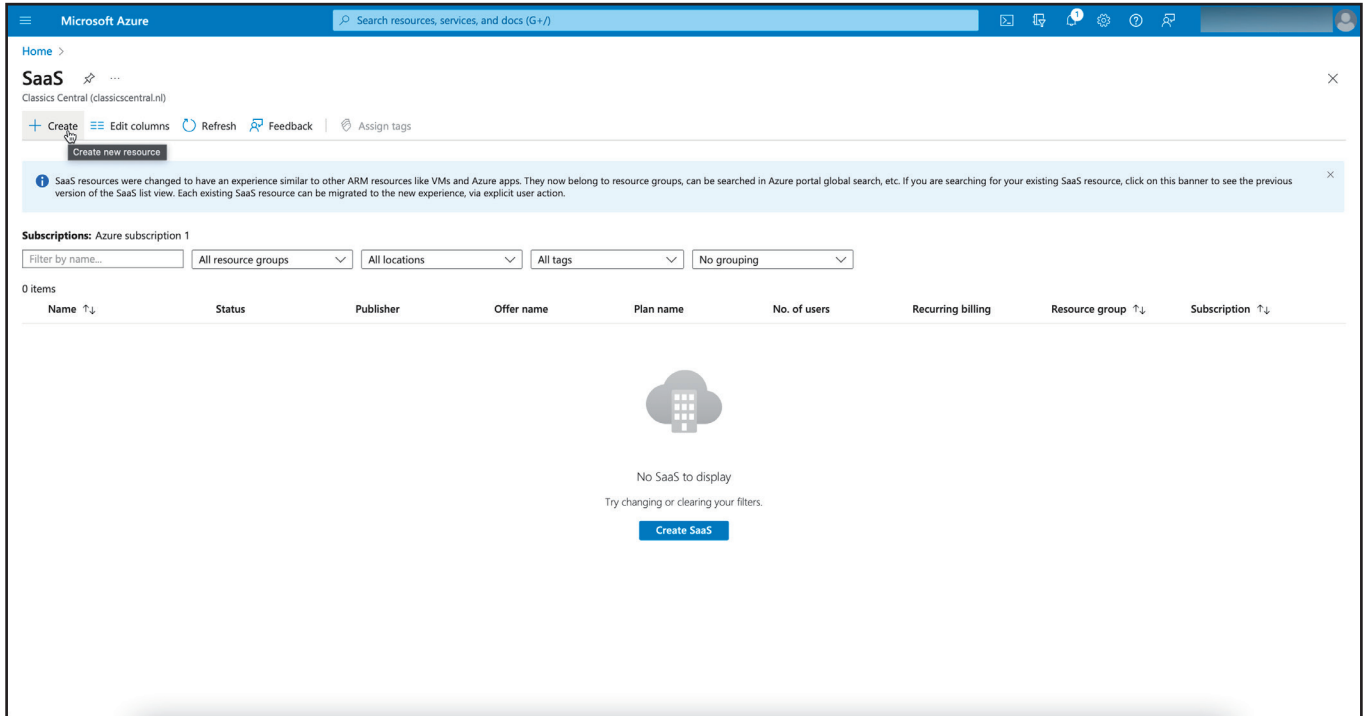 Microsoft Azure
Search resources, services, and docs (G+/)
1
Home >
SaaS
Classics Central (classicscentral.nl)
Create
Edit columns
Refresh
Feedback
Assign tags
Create new resource
SaaS resources were changed to have an experience similar to other ARM resources like VMs and Azure apps. They now belong to resource groups, can be searched in Azure portal global search, etc. If you are searching for your existing SaaS resource, click on this banner to see the previous
version of the SaaS list view. Each existing SaaS resource can be migrated to the new experience, via explicit user action.
Subscriptions: Azure subscription 1
Filter by name...
All resource groups
All locations
All tags
No grouping
0 items
Name
Status
Publisher
Offer name
Plan name
No. of users
Recurring billing
Resource group
Subscription
No SaaS to display
Try changing or clearing your filters.
Create SaaS